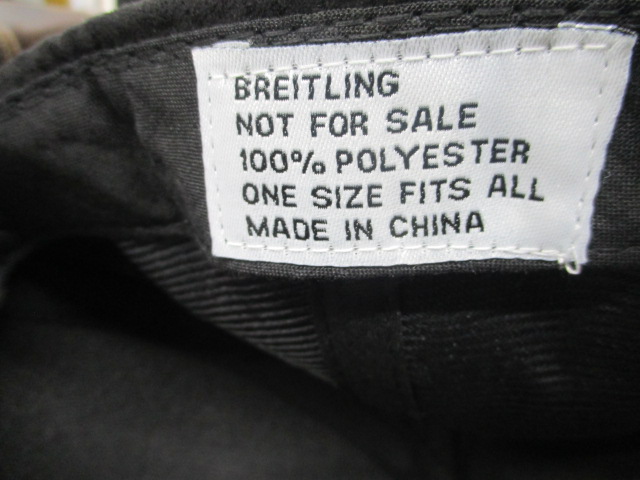 BREITLING
NOT FOR SALE
100% POLYESTER
ONE SIZE FITS ALL
MADE IN CHINA